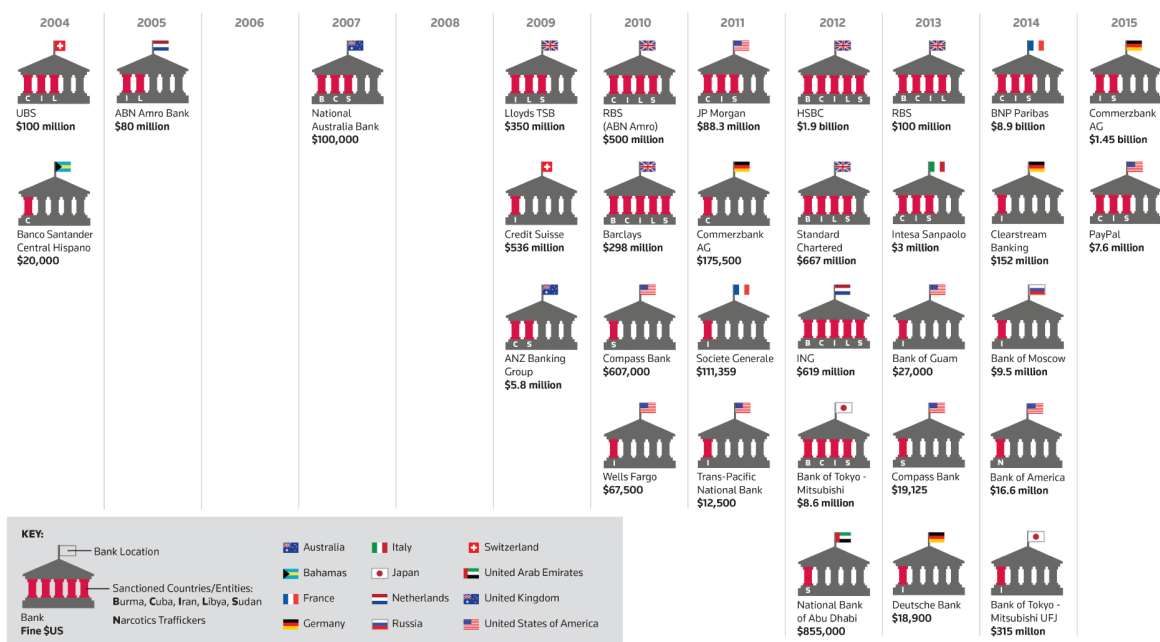 2004
C I L
UBS
$100 million
C
Banco Santander
Central Hispano
$20,000
2005
I L
ABN Amro Bank
$80 million
2006
2007
B C S
National
Australia Bank
$100,000
2008
2009
I L S
Lloyds TSB
$350 million
I
Credit Suisse
$536 million
C S
ANZ Banking
Group
$5.8 million
2010
C I L S
RBS
(ABN Amro)
$500 million
B C I L S
Barclays
$298 million
S
Compass Bank
$607,000
I
Wells Fargo
$67,500
2011
C I S
JP Morgan
$88.3 million
C
Commerzbank
AG
$175,500
I
Societe Generale
$111,359
I
Trans-Pacific
National Bank
$12,500
2012
B C I L S
HSBC
$1.9 billion
B I L S
Standard
Chartered
$667 million
B C I L S
ING
$619 million
B C I S
Bank of Tokyo -
Mitsubishi
$8.6 million
S
National Bank
of Abu Dhabi
$855,000
2013
B C I L
RBS
$100 million
C I S
Intesa Sanpaolo
$3 million
I
Bank of Guam
$27,000
S
Compass Bank
$19,125
I
Deutsche Bank
$18,900
2014
B C I S
BNP Paribas
$8.9 billion
I
Clearstream
Banking
$152 million
I
Bank of Moscow
$9.5 million
N
Bank of America
$16.6 millon
I
Bank of Tokyo -
Mitsubishi UFJ
$315 millon
2015
I S
Commerzbank
AG
$1.45 billion
C I S
PayPal
$7.6 million
KEY:
Bank Location
Sanctioned Countries/Entities:
Burma, Cuba, Iran, Libya, Sudan
Narcotics Traffickers
Bank
Fine $US
Australia
Bahamas
France
Germany
Italy
Japan
Netherlands
Russia
Switzerland
United Arab Emirates
United Kingdom
United States of America